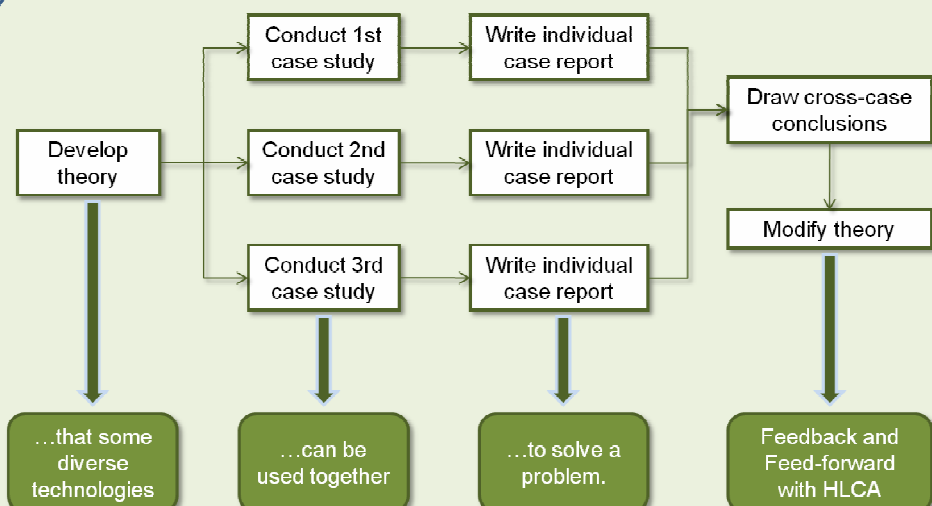 Conduct 1st
case study
Write individual
case report
Draw cross-case
conclusions
Develop
theory
Conduct 2nd
case study
Write individual
case report
Modify theory
Conduct 3rd
case study
Write individual
case report
…that some
diverse
technologies
…can be
used together
…to solve a
problem.
Feedback and
Feed-forward
with HLCA